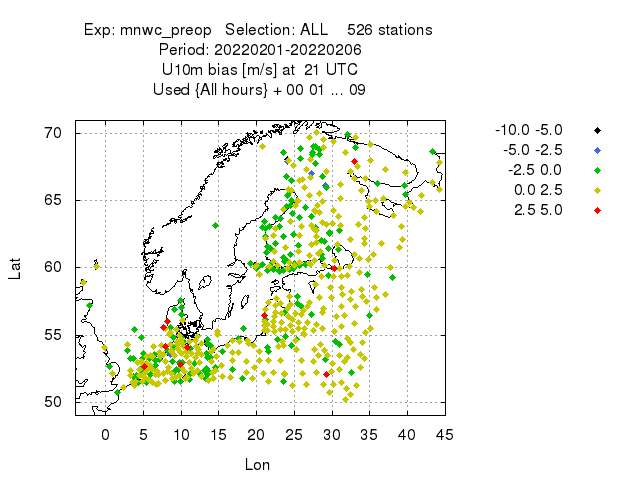 Exp: mnwc_preop Selection: ALL 526 stations
Period: 20220201-20220206
U10m bias [m/s] at 21 UTC
Used {All hours} + 00 01 ... 09
-10.0 -5.0
-5.0 -2.5
-2.5 0.0
0.0 2.5
2.5 5.0
70
65
60
55
50
Lat
0 5 10 15 20 25 30 35 40 45
Lon